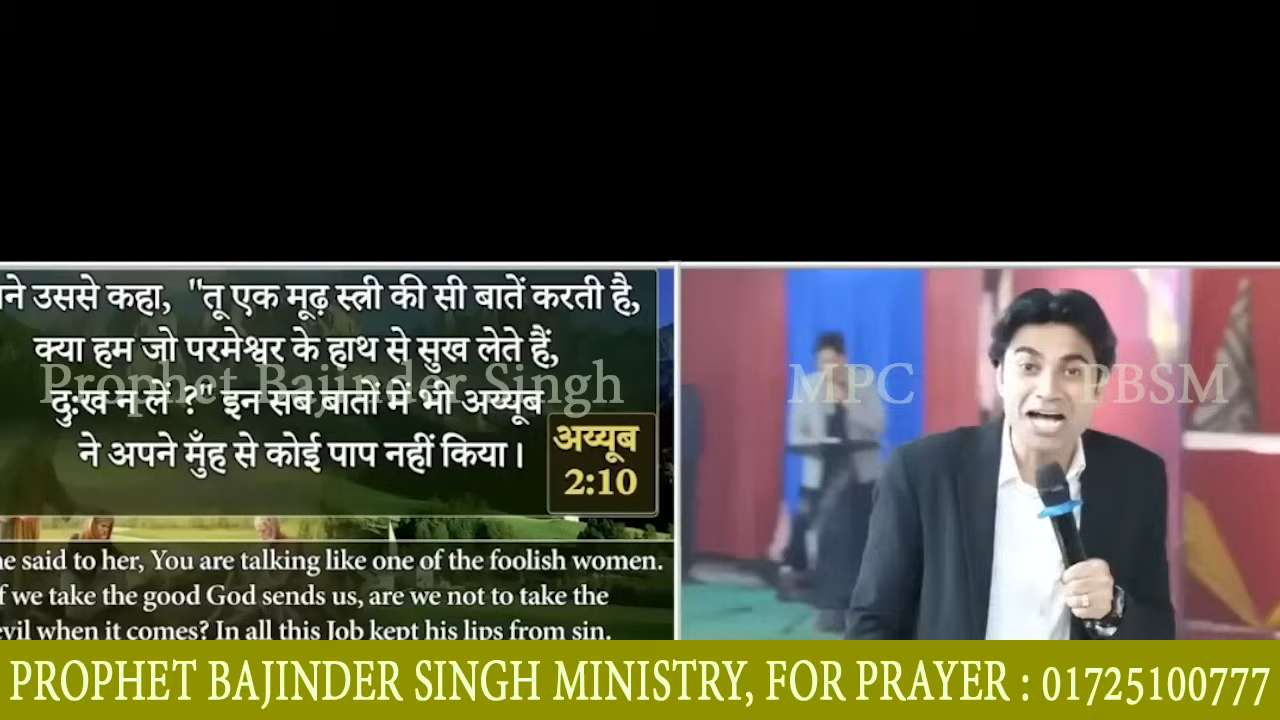 ने उससे कहा, "तू एक मूढ़ स्त्री की सी बातें करती है,
क्या हम जो परमेश्वर के हाथ से सुख लेते हैं,
दुःख न लें ?" इन सब बातों में भी अय्यूब
ने अपने मुँह से कोई पाप नहीं किया।
अय्यूब
2:10
Prophet Bajinder Singh
MPC
PBSM
said to her, You are talking like one of the foolish women.
we take the good God sends us, are we not to take the
evil when it comes? In all this Job kept his lips from sin.
PROPHET BAJINDER SINGH MINISTRY, FOR PRAYER : 01725100777